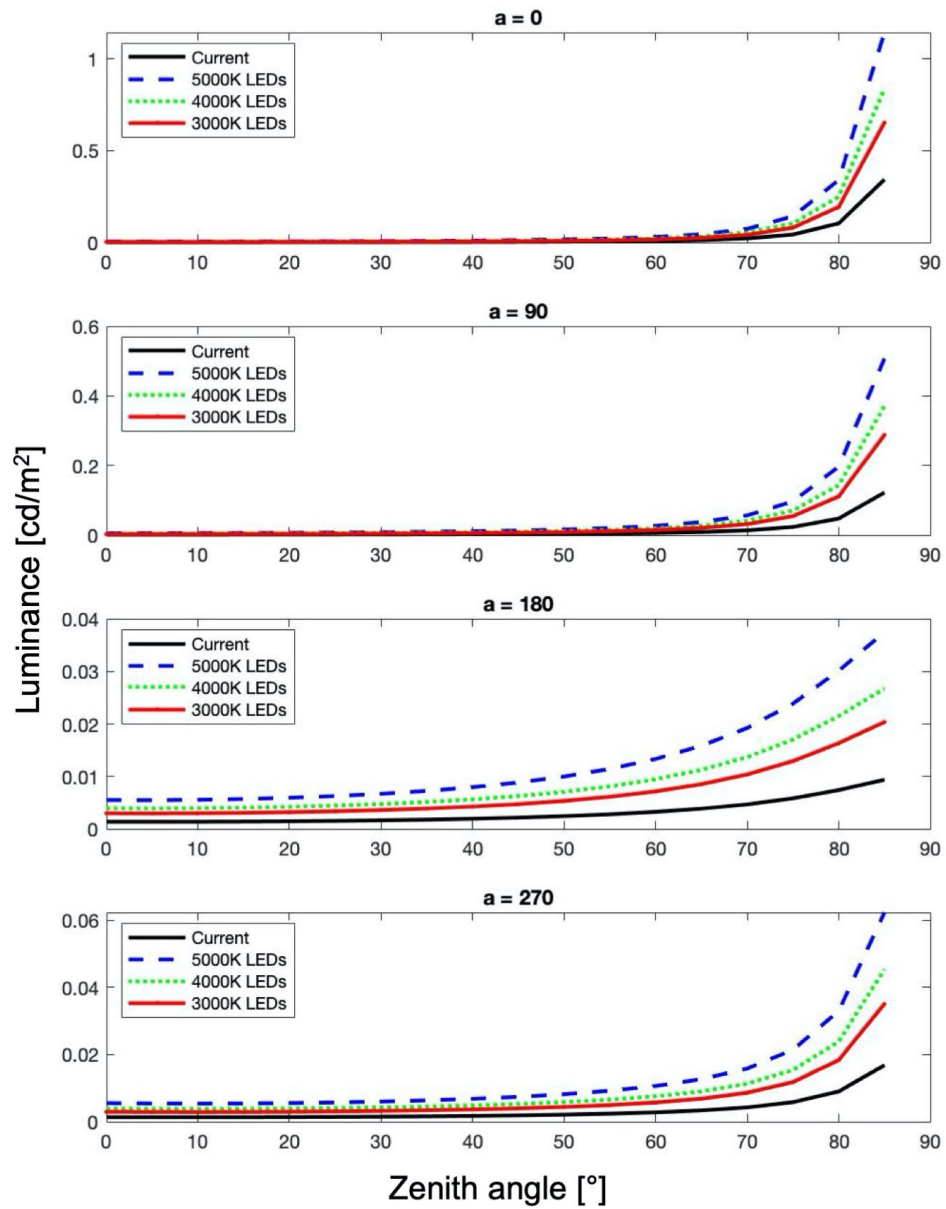 a = 0
Current
5000K LEDs
4000K LEDs
3000K LEDs
1
0.5
0
0 10 20 30 40 50 60 70 80 90
a = 90
Current
5000K LEDs
4000K LEDs
3000K LEDs
0.6
0.4
0.2
0
0 10 20 30 40 50 60 70 80 90
Luminance [cd/m²]
a = 180
Current
5000K LEDs
4000K LEDs
3000K LEDs
0.04
0.03
0.02
0.01
0
0 10 20 30 40 50 60 70 80 90
a = 270
Current
5000K LEDs
4000K LEDs
3000K LEDs
0.06
0.04
0.02
0
0 10 20 30 40 50 60 70 80 90
Zenith angle [°]